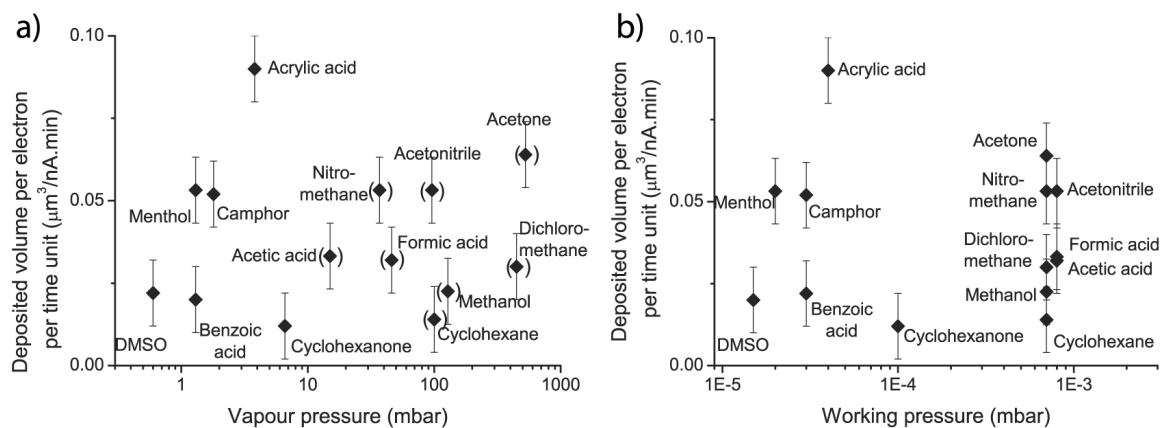 a)
Deposited volume per electron
per time unit (μm³/nA.min)
0.10
0.05
0.00
Acrylic acid
Acetone
Acetonitrile
Nitro-
methane
Menthol
Camphor
Dichloro-
methane
Formic acid
Acetic acid
Methanol
Benzoic
acid
DMSO
Cyclohexanone
Cyclohexane
( )
( )
( )
( )
( )
( )
( )
( )
1
10
100
1000
Vapour pressure (mbar)
b)
Deposited volume per electron
per time unit (μm³/nA.min)
0.10
0.05
0.00
Acrylic acid
Acetone
Nitro-
methane
Acetonitrile
Menthol
Camphor
Dichloro-
methane
Formic acid
Acetic acid
Methanol
Benzoic
acid
DMSO
Cyclohexanone
Cyclohexane
1E-5
1E-4
1E-3
Working pressure (mbar)